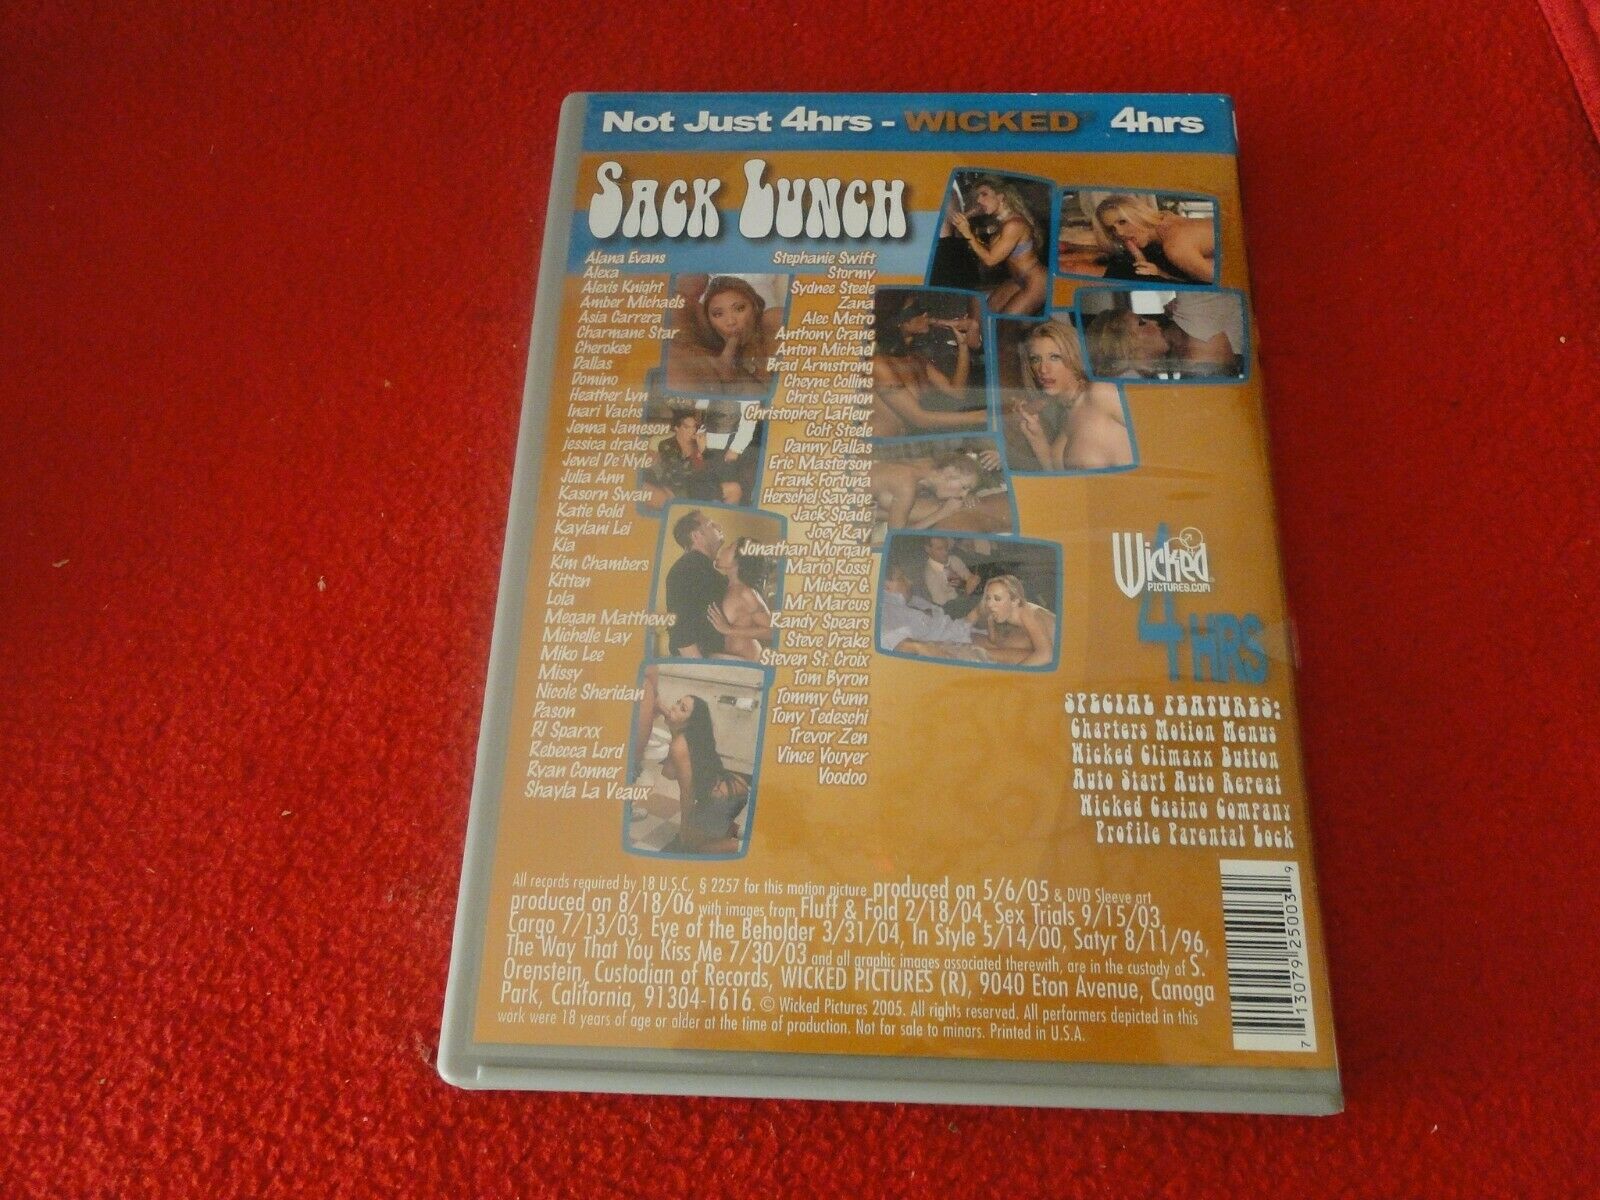 Not Just 4hrs - WICKED 4hrs
SACK LUNCH
Alana Evans
Alexa
Alexis Knight
Amber Michaels
Asia Carrera
Charmane Star
Cherokee
Dallas
Domino
Heather Lyn
Inari Vachs
Jenna Jameson
jessica drake
Jewel De'Nyle
Julia Ann
Kasorn Swan
Katie Gold
Kaylani Lei
Kia
Kim Chambers
Kitten
Lola
Megan Matthews
Michelle Lay
Miko Lee
Missy
Nicole Sheridan
Pason
RJ Sparxx
Rebecca Lord
Ryan Conner
Shayla La Veaux
Stephanie Swift
Stormy
Sydnee Steele
Zana
Alec Metro
Anthony Crane
Anton Michael
Brad Armstrong
Cheyne Collins
Chris Cannon
Christopher LaFleur
Colt Steele
Danny Dallas
Eric Masterson
Frank Fortuna
Herschel Savage
Jack Spade
Joey Ray
Jonathan Morgan
Mario Rossi
Mickey G.
Mr Marcus
Randy Spears
Steve Drake
Steven St. Croix
Tom Byron
Tommy Gunn
Tony Tedeschi
Trevor Zen
Vince Vouyer
Voodoo
Wicked
PICTURES.COM
4 HRS
SPECIAL FEATURES:
Chapters Motion Menus
Wicked Climaxx Button
Auto Start Auto Repeat
Wicked Casino Company
Profile Parental Lock
All records required by 18 U.S.C. § 2257 for this motion picture produced on 5/6/05 & DVD Sleeve art
produced on 8/18/06 with images from Fluff & Fold 2/18/04, Sex Trials 9/15/03,
Cargo 7/13/03, Eye of the Beholder 3/31/04, In Style 5/14/00, Satyr 8/11/96,
The Way That You Kiss Me 7/30/03 and all graphic images associated therewith, are in the custody of S.
Orenstein, Custodian of Records, WICKED PICTURES (R), 9040 Eton Avenue, Canoga
Park, California, 91304-1616. © Wicked Pictures 2005. All rights reserved. All performers depicted in this
work were 18 years of age or older at the time of production. Not for sale to minors. Printed in U.S.A.
7 13079 25003 9